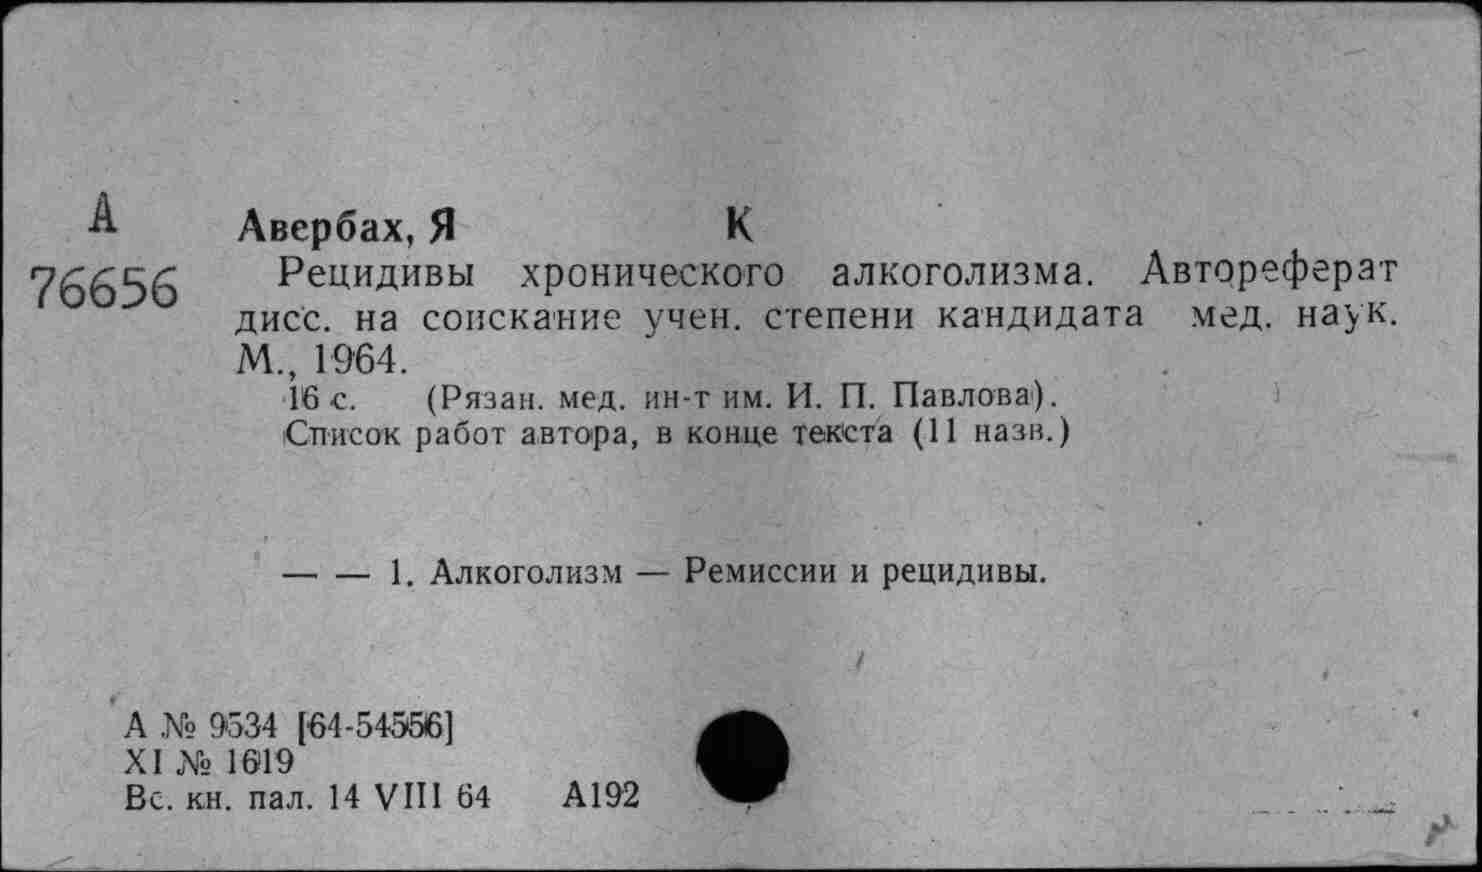 А
76656
Авербах, Я К
Рецидивы хронического алкоголизма. Автореферат
дисс. на соискание учен. степени кандидата мед. наук.
М., 1964.
16 с. (Рязан. мед. ин-т им. И. П. Павлова).
Список работ автора, в конце текста (11 назв.)
— — 1. Алкоголизм — Ремиссии и рецидивы.
А № 9534 [64-54556]
XI № 1619
Вс. кн. пал. 14 VIII 64 А192